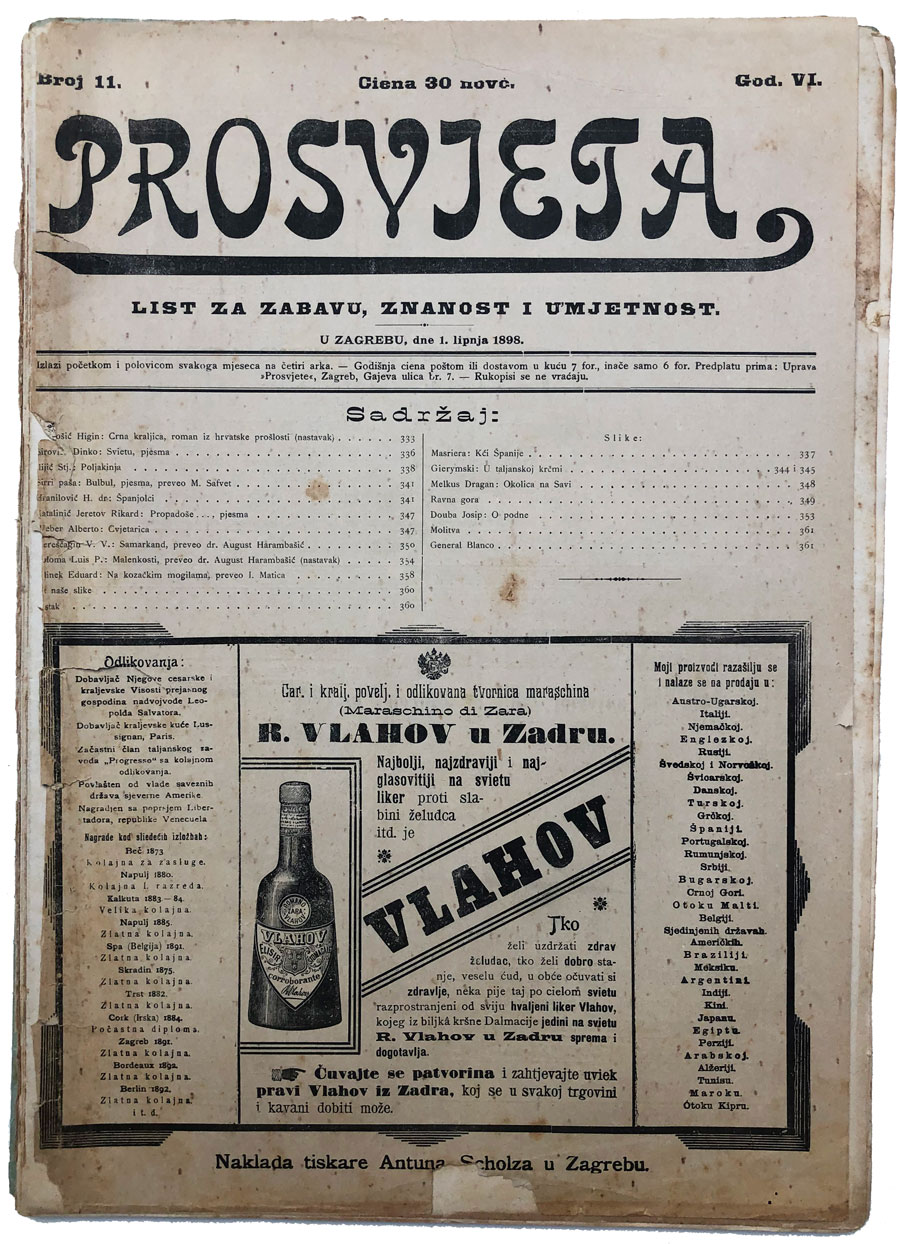 Broj 11.
Ciena 30 novč.
God. VI.
PROSVJETA.
LIST ZA ZABAVU, ZNANOST I UMJETNOST.
U ZAGREBU, dne 1. lipnja 1898.
Izlazi početkom i polovicom svakoga mjeseca na četiri arka. — Godišnja ciena poštom ili dostavom u kuću 7 for., inače samo 6 for. Predplatu prima: Uprava
»Prosvjete«, Zagreb, Gajeva ulica br. 7. — Rukopisi se ne vraćaju.
Sadržaj:
Higin: Crna kraljica, roman iz hrvatske prošlosti (nastavak) . . . . . . 333
Dinko: Svietu, pjesma . . . . . . 336
Stj.: Poljakinja . . . . . . 338
paša: Bulbul, pjesma, preveo M. Safvet . . . . . . 341
H. dr.: Španjolci . . . . . . 341
Jeretov Rikard: Propadoše . . . ., pjesma . . . . . . 347
Alberto: Cvjetarica . . . . . . 347
V. V.: Samarkand, preveo dr. August Harambašić . . . . . . 350
Luis P.: Malenkosti, preveo dr. August Harambašić (nastavak) . . . . . . 354
Eduard: Na kozačkim mogilama, preveo I. Matica . . . . . . 358
naše slike . . . . . . 360
. . . . . . 360
Slike:
Masriera: Kći Španije . . . . . . 337
Gierymski: U taljanskoj krčmi . . . . . . 344 i 345
Melkus Dragan: Okolica na Savi . . . . . . 348
Ravna gora . . . . . . 349
Douba Josip: O podne . . . . . . 353
Molitva . . . . . . 361
General Blanco . . . . . . 361
Odlikovanja:
Dobavljač Njegove cesarske i
kraljevske Visosti prejasnog
gospodina nadvojvode Leo-
polda Salvatora.
Dobavljač kraljevske kuće Lus-
signan, Paris.
Začastni član taljanskog za-
voda „Progresso“ sa kolajnom
odlikovanja.
Povlašten od vlade saveznih
država sjeverne Amerike.
Nagradjen sa poprsjem Liber-
tadora, republike Venecuela
Nagrade kod sliedećih izložbah:
Beč 1873
Kolajna za zasluge.
Napulj 1880.
Kolajna I. razreda.
Kalkuta 1883—84.
Velika kolajna.
Napulj 1885.
Zlatna kolajna.
Spa (Belgija) 1891.
Zlatna kolajna.
Skradin 1875.
Zlatna kolajna.
Trst 1882.
Zlatna kolajna.
Cork (Irska) 1884.
Počastna diploma.
Zagreb 1891.
Zlatna kolajna.
Bordeaux 1892.
Zlatna kolajna.
Berlin 1892.
Zlatna kolajna.
i t. d.
Car. i kralj. povelj. i odlikovana tvornica maraschina
(Maraschino di Zara)
R. VLAHOV u Zadru.
Najbolji, najzdraviji i naj-
glasovitiji na svietu
liker proti sla-
bini želudca
itd. je
VLAHOV
ROMANO
ZARA
VLAHOV
VLAHOV
ELISIR
corroborante
RVlahov
Tko
želi uzdržati zdrav
želudac, tko želi dobro sta-
nje, veselu ćud, u obće očuvati si
zdravlje, neka pije taj po cielom svietu
razprostranjeni od sviju hvaljeni liker Vlahov,
kojeg iz biljka kršne Dalmacije jedini na svietu
R. Vlahov u Zadru sprema i
dogotavlja.
Čuvajte se patvorina i zahtjevajte uviek
pravi Vlahov iz Zadra, koj se u svakoj trgovini
i kavani dobiti može.
Moji proizvodi razašilju se
i nalaze se na prodaju u:
Austro-Ugarskoj.
Italiji.
Njemačkoj.
Englezkoj.
Rusiji.
Švedskoj i Norvežkoj.
Švicarskoj.
Danskoj.
Turskoj.
Grčkoj.
Španiji.
Portugalskoj.
Rumunjskoj.
Srbiji.
Bugarskoj.
Crnoj Gori.
Otoku Malti.
Belgiji.
Sjedinjenih državah.
Američkih.
Braziliji.
Meksiku.
Argentini.
Indiji.
Kini.
Japanu.
Egiptu.
Perziji.
Arabskoj.
Alžeriji.
Tunisu.
Maroku.
Otoku Kipru.
Naklada tiskare Antuna Scholza u Zagrebu.